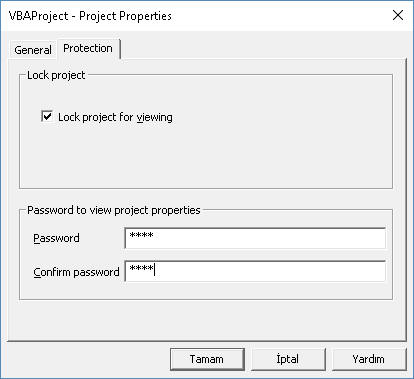 VBAProject - Project Properties
General Protection
Lock project
Lock project for viewing
Password to view project properties
Password ****
Confirm password ****
Tamam İptal Yardım